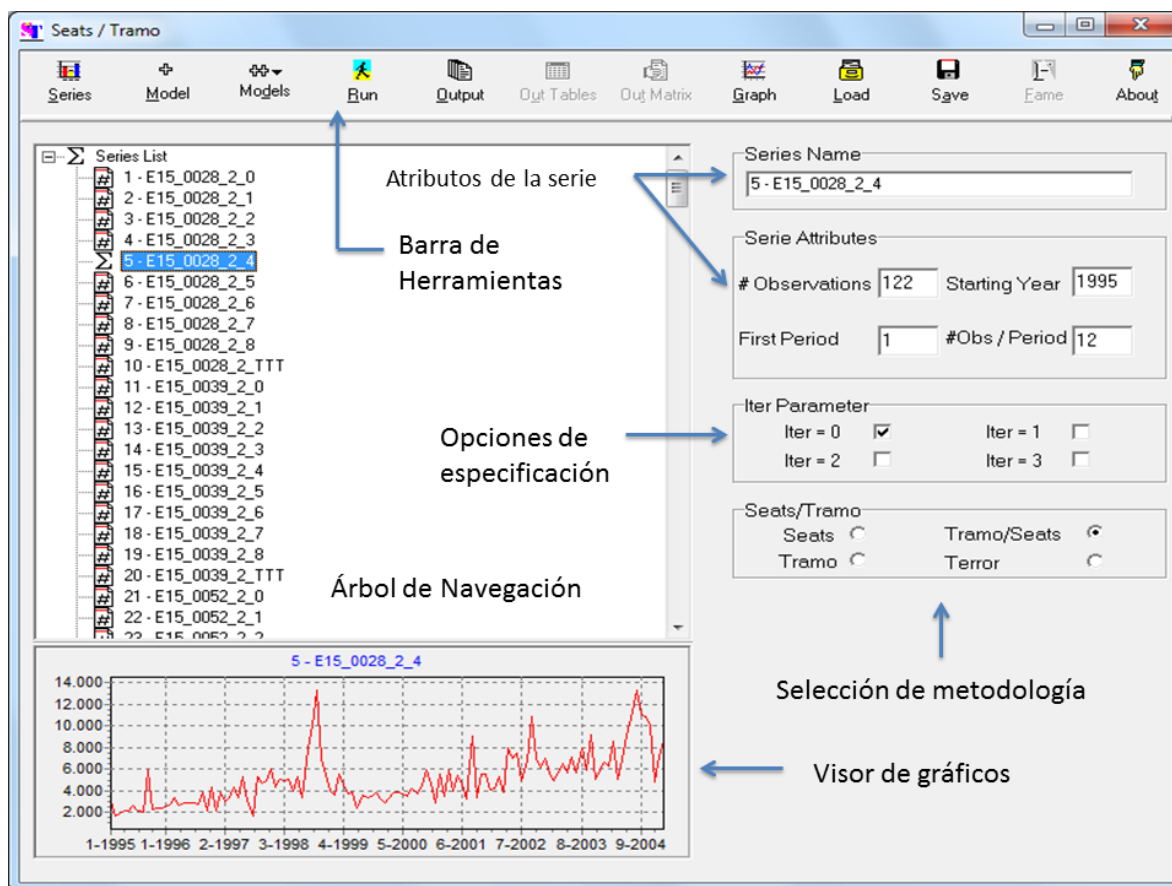 Seats / Tramo
Series Model Models Run Output Out Tables Out Matrix Graph Load Save Fame About
Series List
1 - E15_0028_2_0
2 - E15_0028_2_1
3 - E15_0028_2_2
4 - E15_0028_2_3
5 - E15_0028_2_4
6 - E15_0028_2_5
7 - E15_0028_2_6
8 - E15_0028_2_7
9 - E15_0028_2_8
10 - E15_0028_2_TTT
11 - E15_0039_2_0
12 - E15_0039_2_1
13 - E15_0039_2_2
14 - E15_0039_2_3
15 - E15_0039_2_4
16 - E15_0039_2_5
17 - E15_0039_2_6
18 - E15_0039_2_7
19 - E15_0039_2_8
20 - E15_0039_2_TTT
21 - E15_0052_2_0
22 - E15_0052_2_1
23 - E15_0052_2_2
Atributos de la serie
Barra de
Herramientas
Opciones de
especificación
Árbol de Navegación
Series Name
5 - E15_0028_2_4
Serie Attributes
# Observations 122 Starting Year 1995
First Period 1 #Obs / Period 12
Iter Parameter
Iter = 0 Iter = 1
Iter = 2 Iter = 3
Seats/Tramo
Seats Tramo/Seats
Tramo Terror
Selección de metodología
Visor de gráficos
5 - E15_0028_2_4
14.000
12.000
10.000
8.000
6.000
4.000
2.000
1-1995 1-1996 2-1997 3-1998 4-1999 5-2000 6-2001 7-2002 8-2003 9-2004